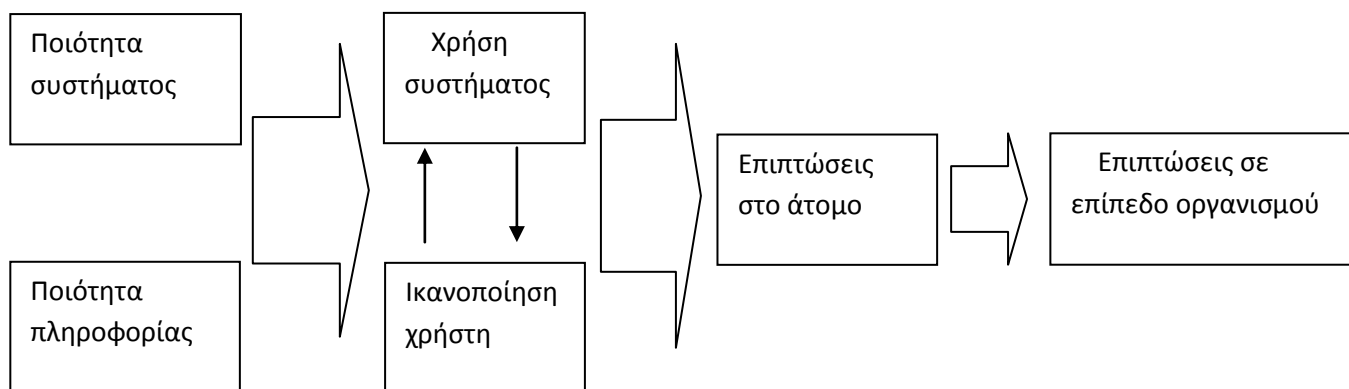 Ποιότητα
συστήματος
Χρήση
συστήματος
Επιπτώσεις
στο άτομο
Επιπτώσεις σε
επίπεδο οργανισμού
Ποιότητα
πληροφορίας
Ικανοποίηση
χρήστη